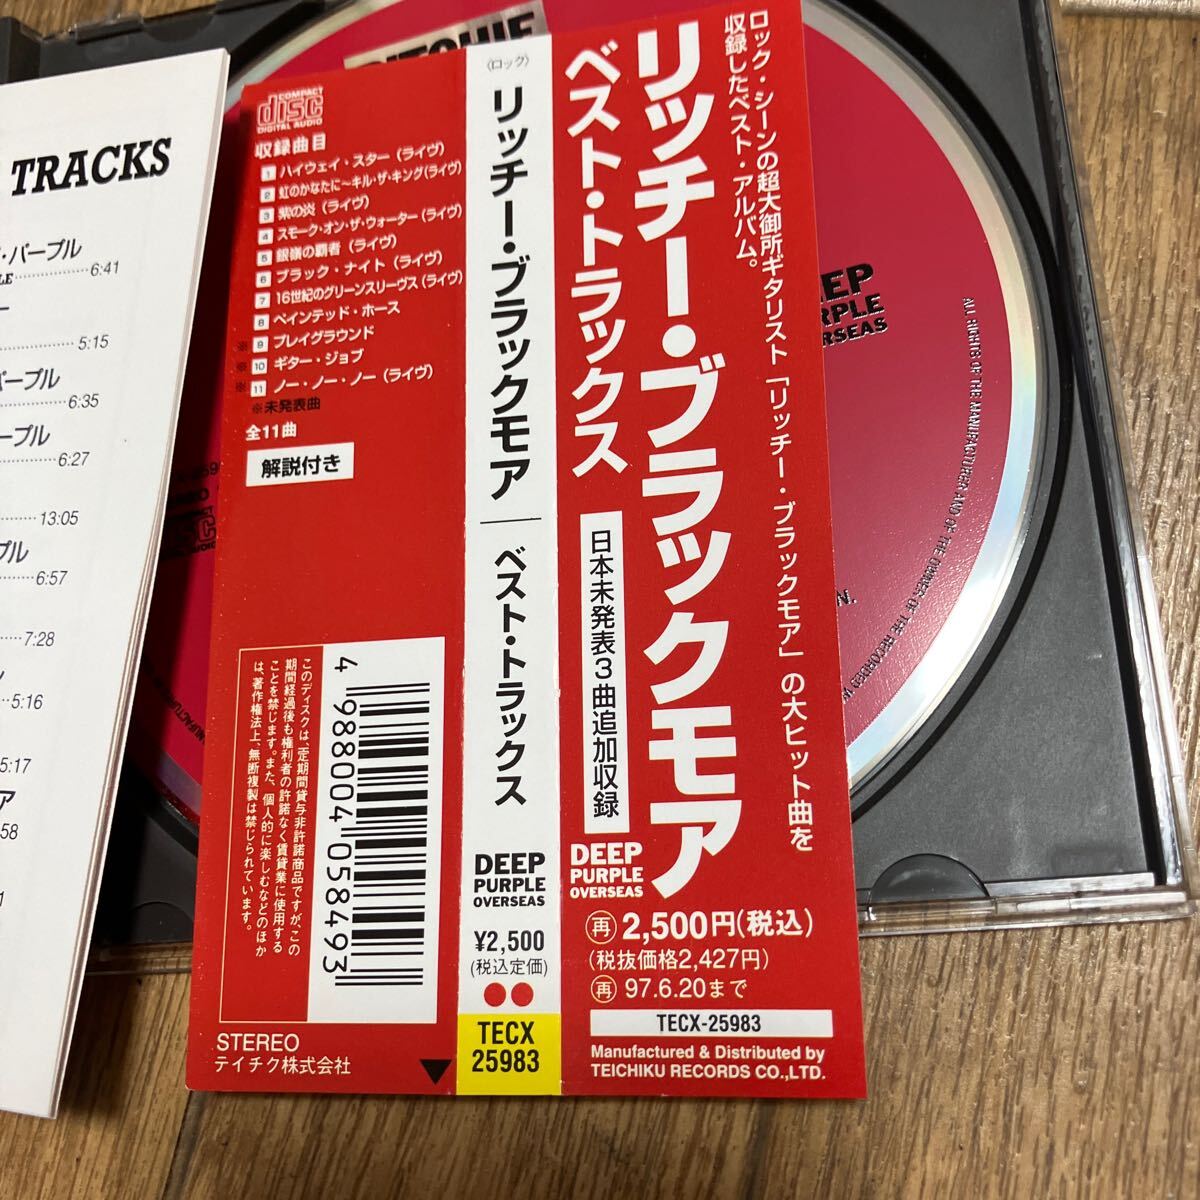 TRACKS
・パープル
6:41
5:15
パープル
6:35
ープル
6:27
13:05
プル
6:57
7:28
5:16
5:17
ア
RITCHIE
COMPACT
disc
DIGITAL AUDIO
収録曲目
1 ハイウェイ・スター (ライヴ)
2 虹のかなたに~キル・ザ・キング(ライヴ)
3 紫の炎 (ライヴ)
4 スモーク・オン・ザ・ウォーター (ライヴ)
5 銀嶺の覇者 (ライヴ)
6 ブラック・ナイト (ライヴ)
7 16世紀のグリーンスリーヴス (ライヴ)
8 ペインテッド・ホース
※ 9 プレイグラウンド
※ 10 ギター・ジョブ
※ 11 ノー・ノー・ノー (ライヴ)
※未発表曲
全11曲
解説付き
このディスクは、定期間貸与非許諾商品ですが、この
期間経過後も権利者の許諾なく賃貸業に使用する
ことを禁じます。また、個人的に楽しむなどのほか
は、著作権法上、無断複製は禁じられています。
4 988004 058493
STEREO
テイチク株式会社
〈ロック〉
リッチー・ブラックモア
ベスト・トラックス
DEEP
PURPLE
OVERSEAS
¥2,500
(税込定価)
TECX
25983
ロック・シーンの超大御所ギタリスト「リッチー・ブラックモア」の大ヒット曲を
収録したベスト・アルバム。
リッチー・ブラックモア
ベスト・トラックス
日本未発表3曲追加収録
DEEP
PURPLE
OVERSEAS
再 2,500円(税込)
(税抜価格2,427円)
再 97.6.20まで
TECX-25983
Manufactured & Distributed by
TEICHIKU RECORDS CO.,LTD.
DEEP
PURPLE
OVERSEAS
ALL RIGHTS OF THE MANUFACTURER AND OF THE OWNER OF THE RECORDED